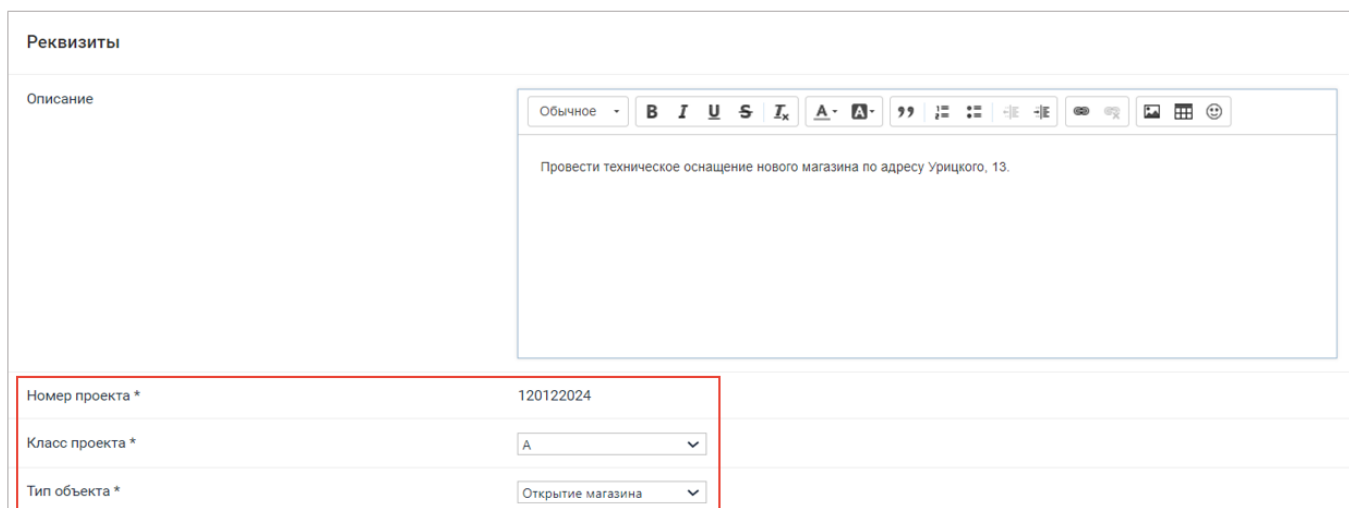 Реквизиты
Описание
Обычное B I U S Tx A A
Провести техническое оснащение нового магазина по адресу Урицкого, 13.
Номер проекта * 120122024
Класс проекта * A
Тип объекта * Открытие магазина